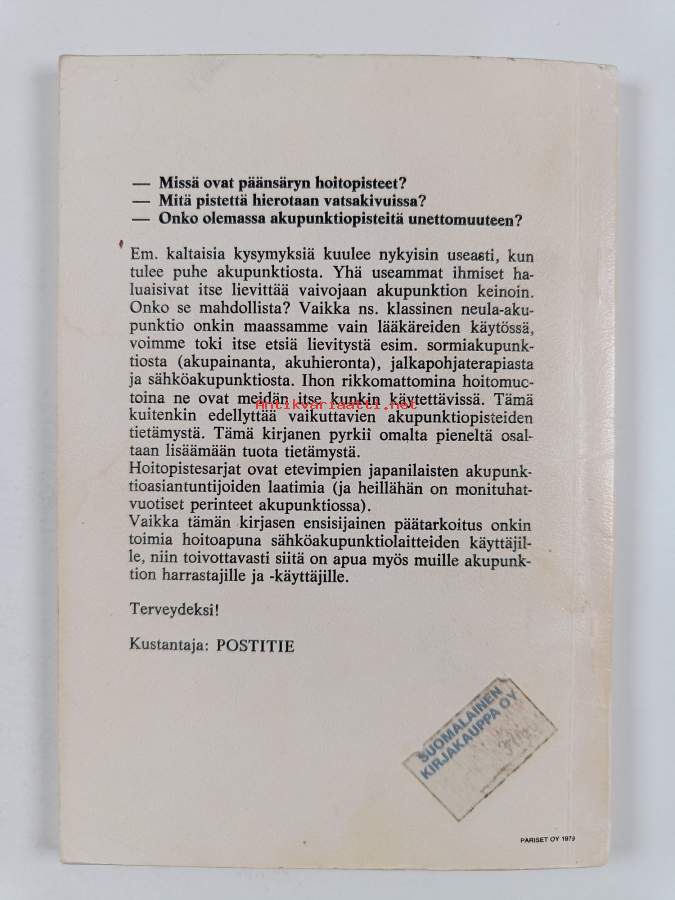 — Missä ovat päänsäryn hoitopisteet?
— Mitä pistettä hierotaan vatsakivuissa?
— Onko olemassa akupunktiopisteitä unettomuuteen?
Em. kaltaisia kysymyksiä kuulee nykyisin useasti, kun
tulee puhe akupunktiosta. Yhä useammat ihmiset ha-
luaisivat itse lievittää vaivojaan akupunktion keinoin.
Onko se mahdollista? Vaikka ns. klassinen neula-aku-
punktio onkin maassamme vain lääkäreiden käytössä,
voimme toki itse etsiä lievitystä esim. sormiakupunk-
tiosta (akupainanta, akuhieronta), jalkapohjaterapiasta
ja sähköakupunktiosta. Ihon rikkomattomina hoitomuo-
toina ne ovat meidän itse kunkin käytettävissä. Tämä
antikvariaatti.net
kuitenkin edellyttää vaikuttavien akupunktiopisteiden
tietämystä. Tämä kirjanen pyrkii omalta pieneltä osal-
taan lisäämään tuota tietämystä.
Hoitopistesarjat ovat etevimpien japanilaisten akupunk-
tioasiantuntijoiden laatimia (ja heillähän on monituhat-
vuotiset perinteet akupunktiossa).
Vaikka tämän kirjasen ensisijainen päätarkoitus onkin
toimia hoitoapuna sähköakupunktiolaitteiden käyttäjil-
le, niin toivottavasti siitä on apua myös muille akupunk-
tion harrastajille ja -käyttäjille.
Terveydeksi!
Kustantaja: POSTITIE
SUOMALAINEN
KIRJAKAUPPA OY
PARISET OY 1979